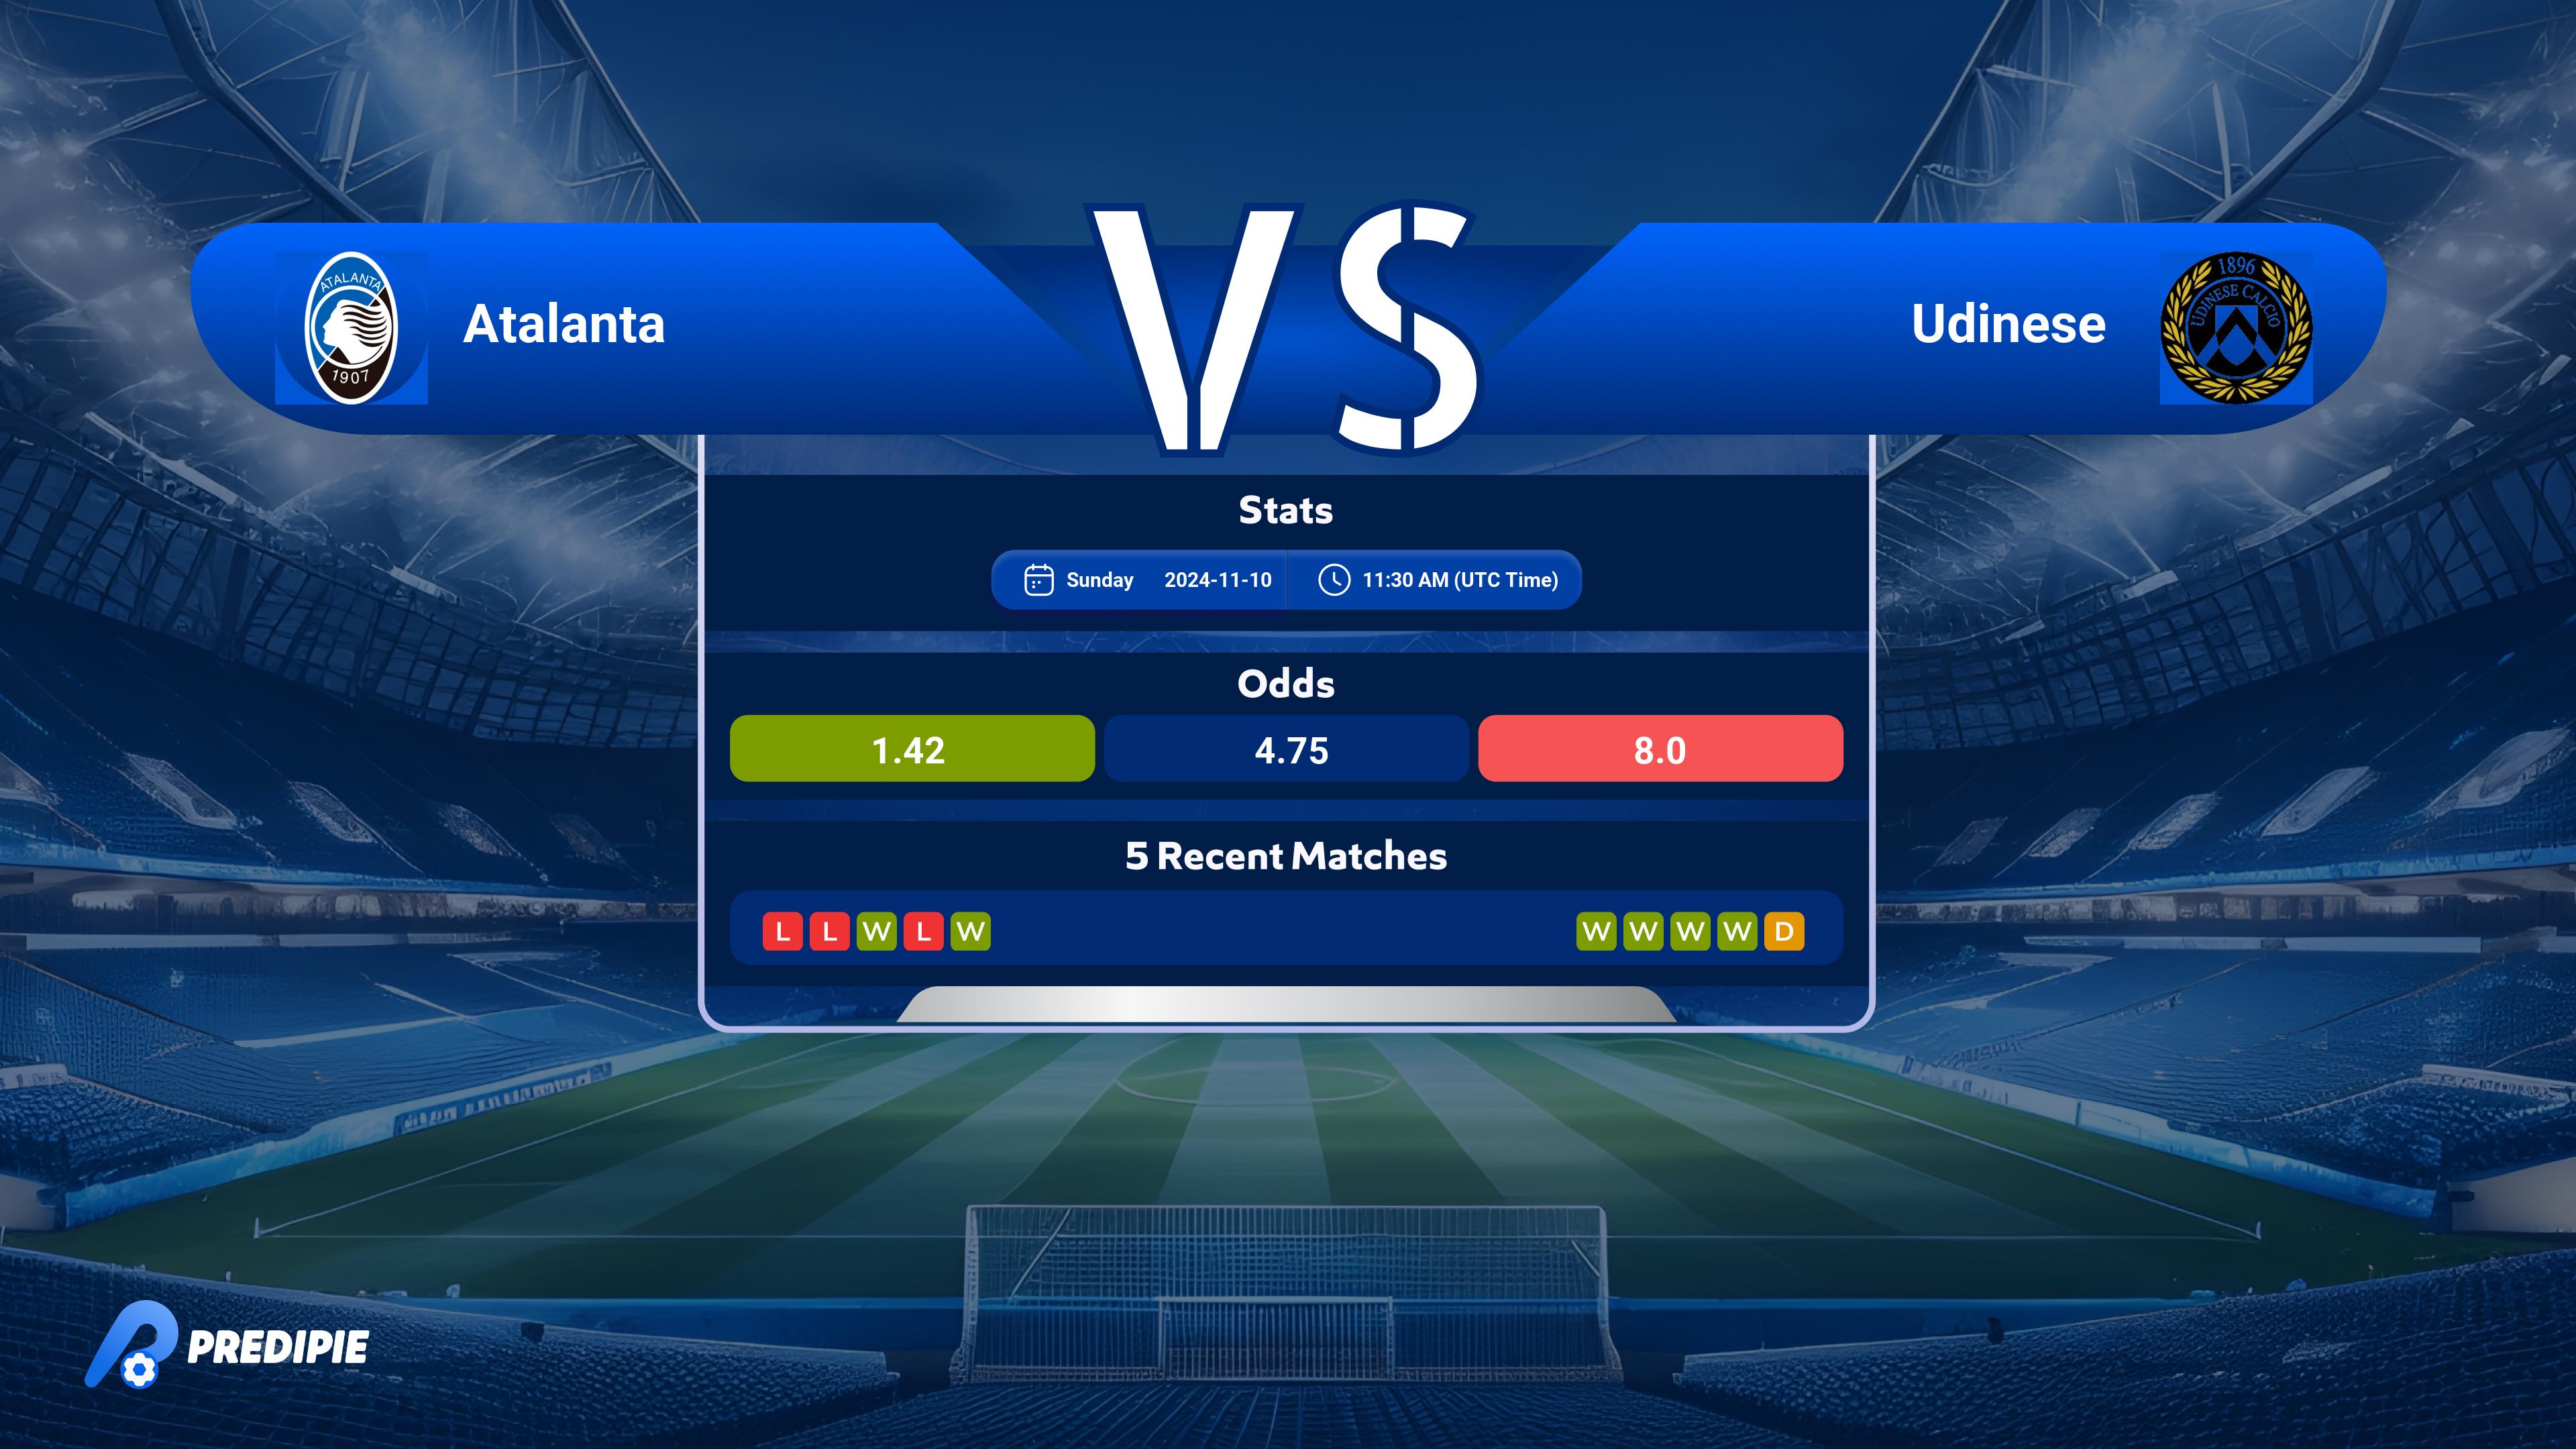 VS
ATALANTA
1907
Atalanta
Udinese
1896
UDINESE CALCIO
Stats
Sunday 2024-11-10 11:30 AM (UTC Time)
Odds
1.42 4.75 8.0
5 Recent Matches
L L W L W W W W W D
PREDIPIE